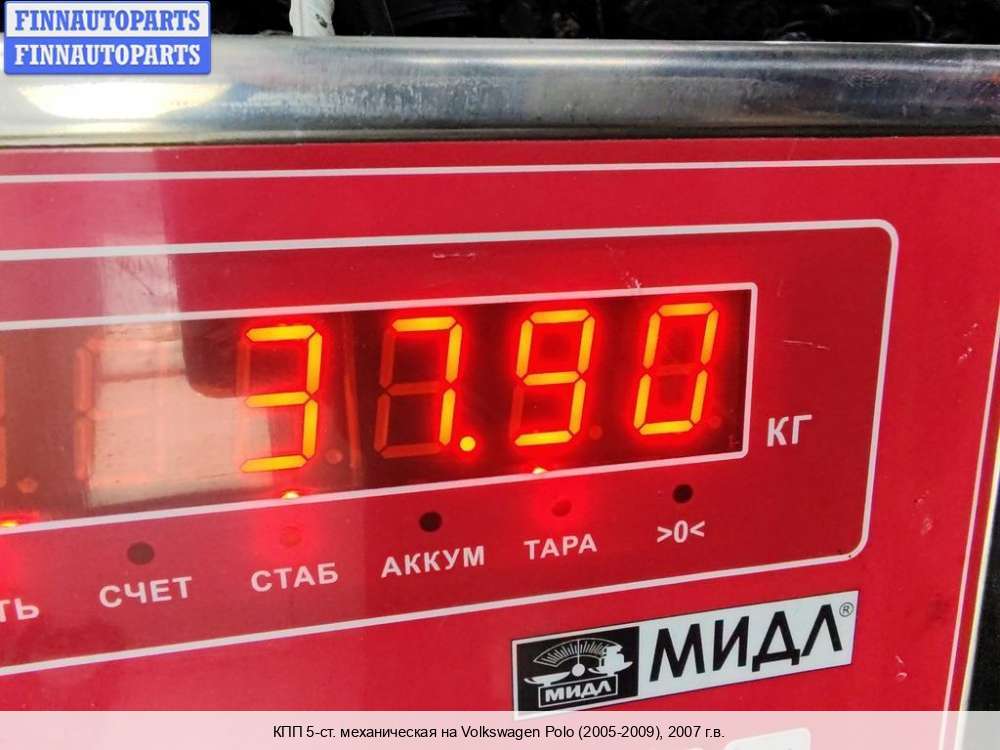 FINNAUTOPARTS
FINNAUTOPARTS
37.90
КГ
ТЬ
СЧЕТ
СТАБ
АККУМ
ТАРА
>0<
МИДЛ
МИДЛ®
КПП 5-ст. механическая на Volkswagen Polo (2005-2009), 2007 г.в.